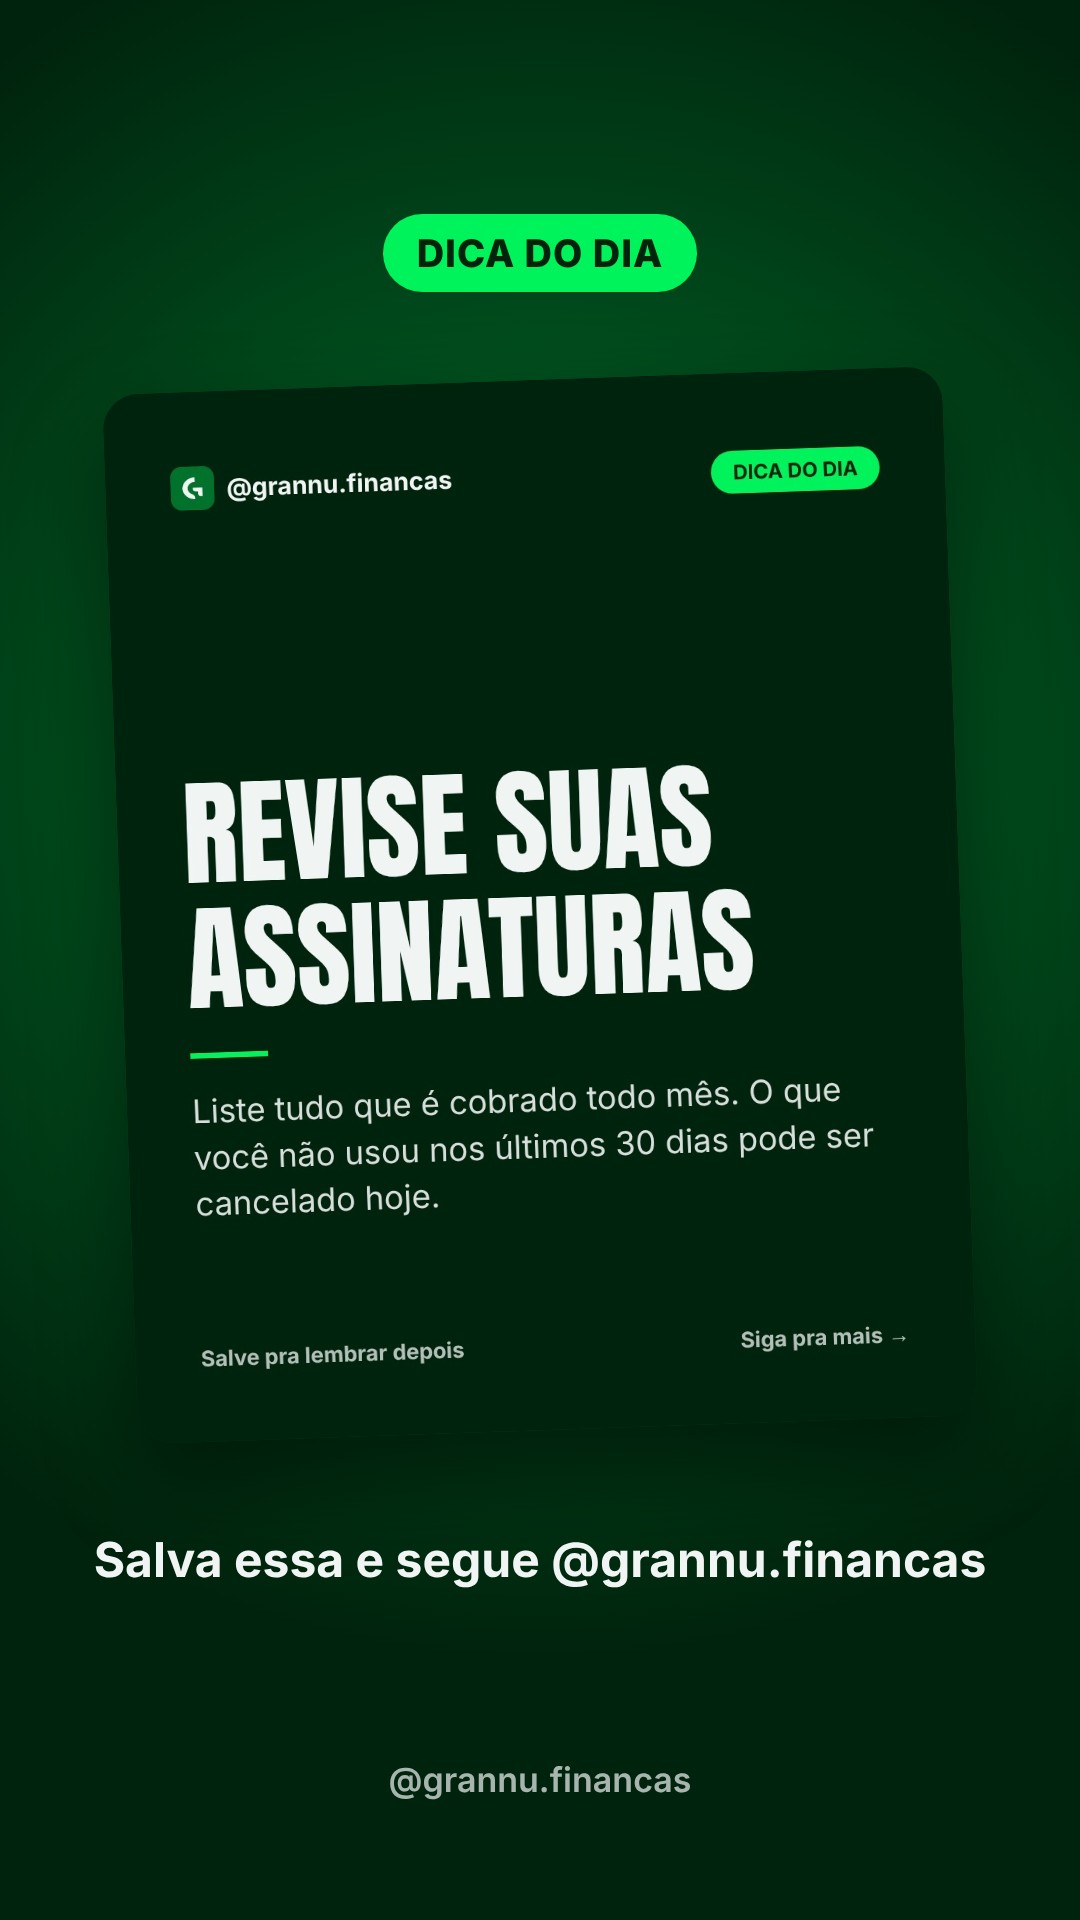 DICA DO DIA
@grannu.financas
DICA DO DIA
REVISE SUAS
ASSINATURAS
Liste tudo que é cobrado todo mês. O que
você não usou nos últimos 30 dias pode ser
cancelado hoje.
Salve pra lembrar depois
Siga pra mais →
Salva essa e segue @grannu.financas
@grannu.financas